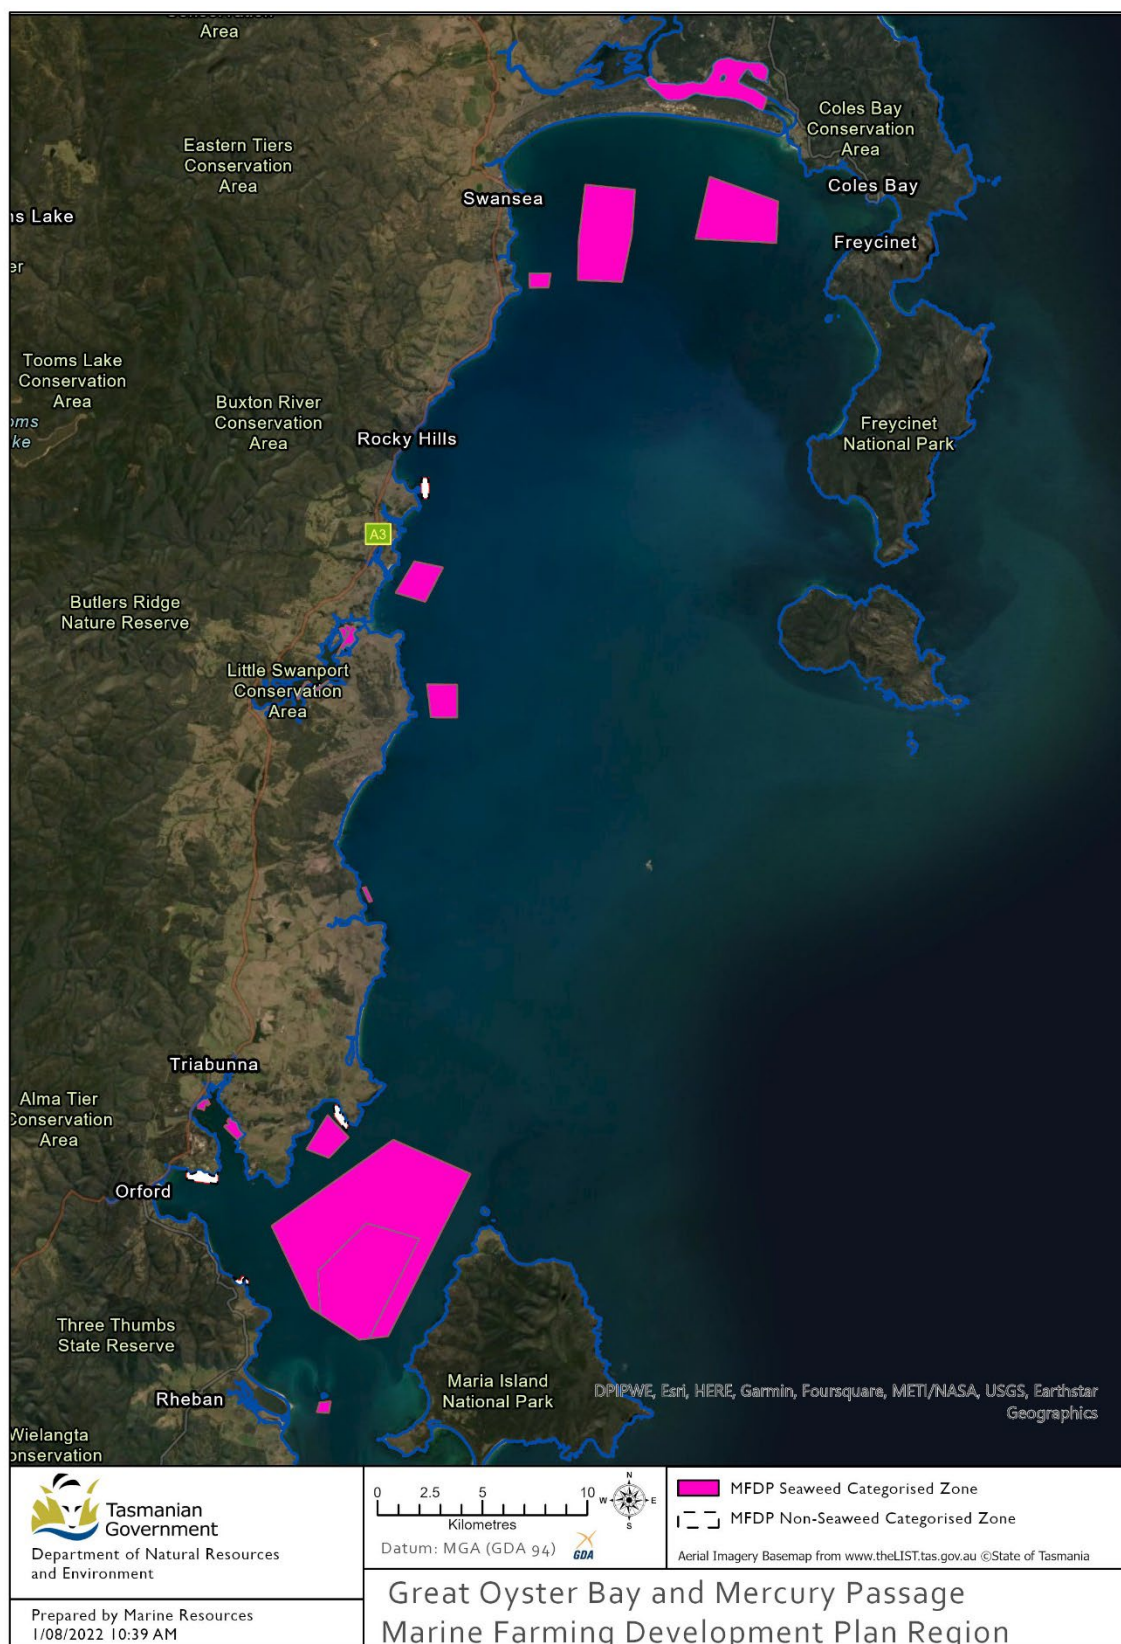 Area
Eastern Tiers
Conservation
Area
Coles Bay
Conservation
Area
Coles Bay
Swansea
ns Lake
Freycinet
er
Tooms Lake
Conservation
Area
oms
ke
Buxton River
Conservation
Area
Rocky Hills
Freycinet
National Park
A3
Butlers Ridge
Nature Reserve
Little Swanport
Conservation
Area
Triabunna
Alma Tier
Conservation
Area
Orford
Three Thumbs
State Reserve
Rheban
Maria Island
National Park
Wielangta
onservation
DPIPWE, Esri, HERE, Garmin, Foursquare, METI/NASA, USGS, Earthstar
Geographics
Tasmanian
Government
Department of Natural Resources
and Environment
Prepared by Marine Resources
1/08/2022 10:39 AM
0 2.5 5 10
Kilometres
Datum: MGA (GDA 94)
GDA
N
W E
S
MFDP Seaweed Categorised Zone
MFDP Non-Seaweed Categorised Zone
Aerial Imagery Basemap from www.theLIST.tas.gov.au ©State of Tasmania
Great Oyster Bay and Mercury Passage
Marine Farming Development Plan Region